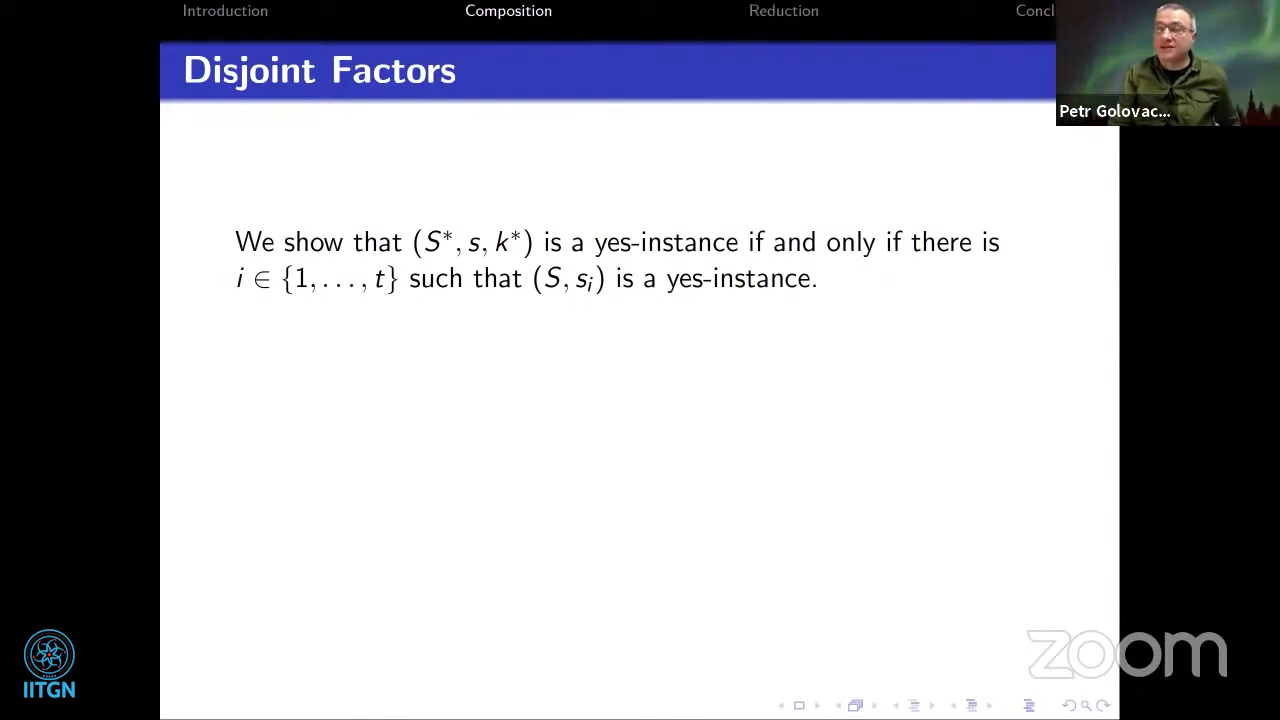 Introduction Composition Reduction Concl
Disjoint Factors
Petr Golovac...
We show that (S*, s, k*) is a yes-instance if and only if there is
i ∈ {1, . . . , t} such that (S, sᵢ) is a yes-instance.
IITGN
zoom